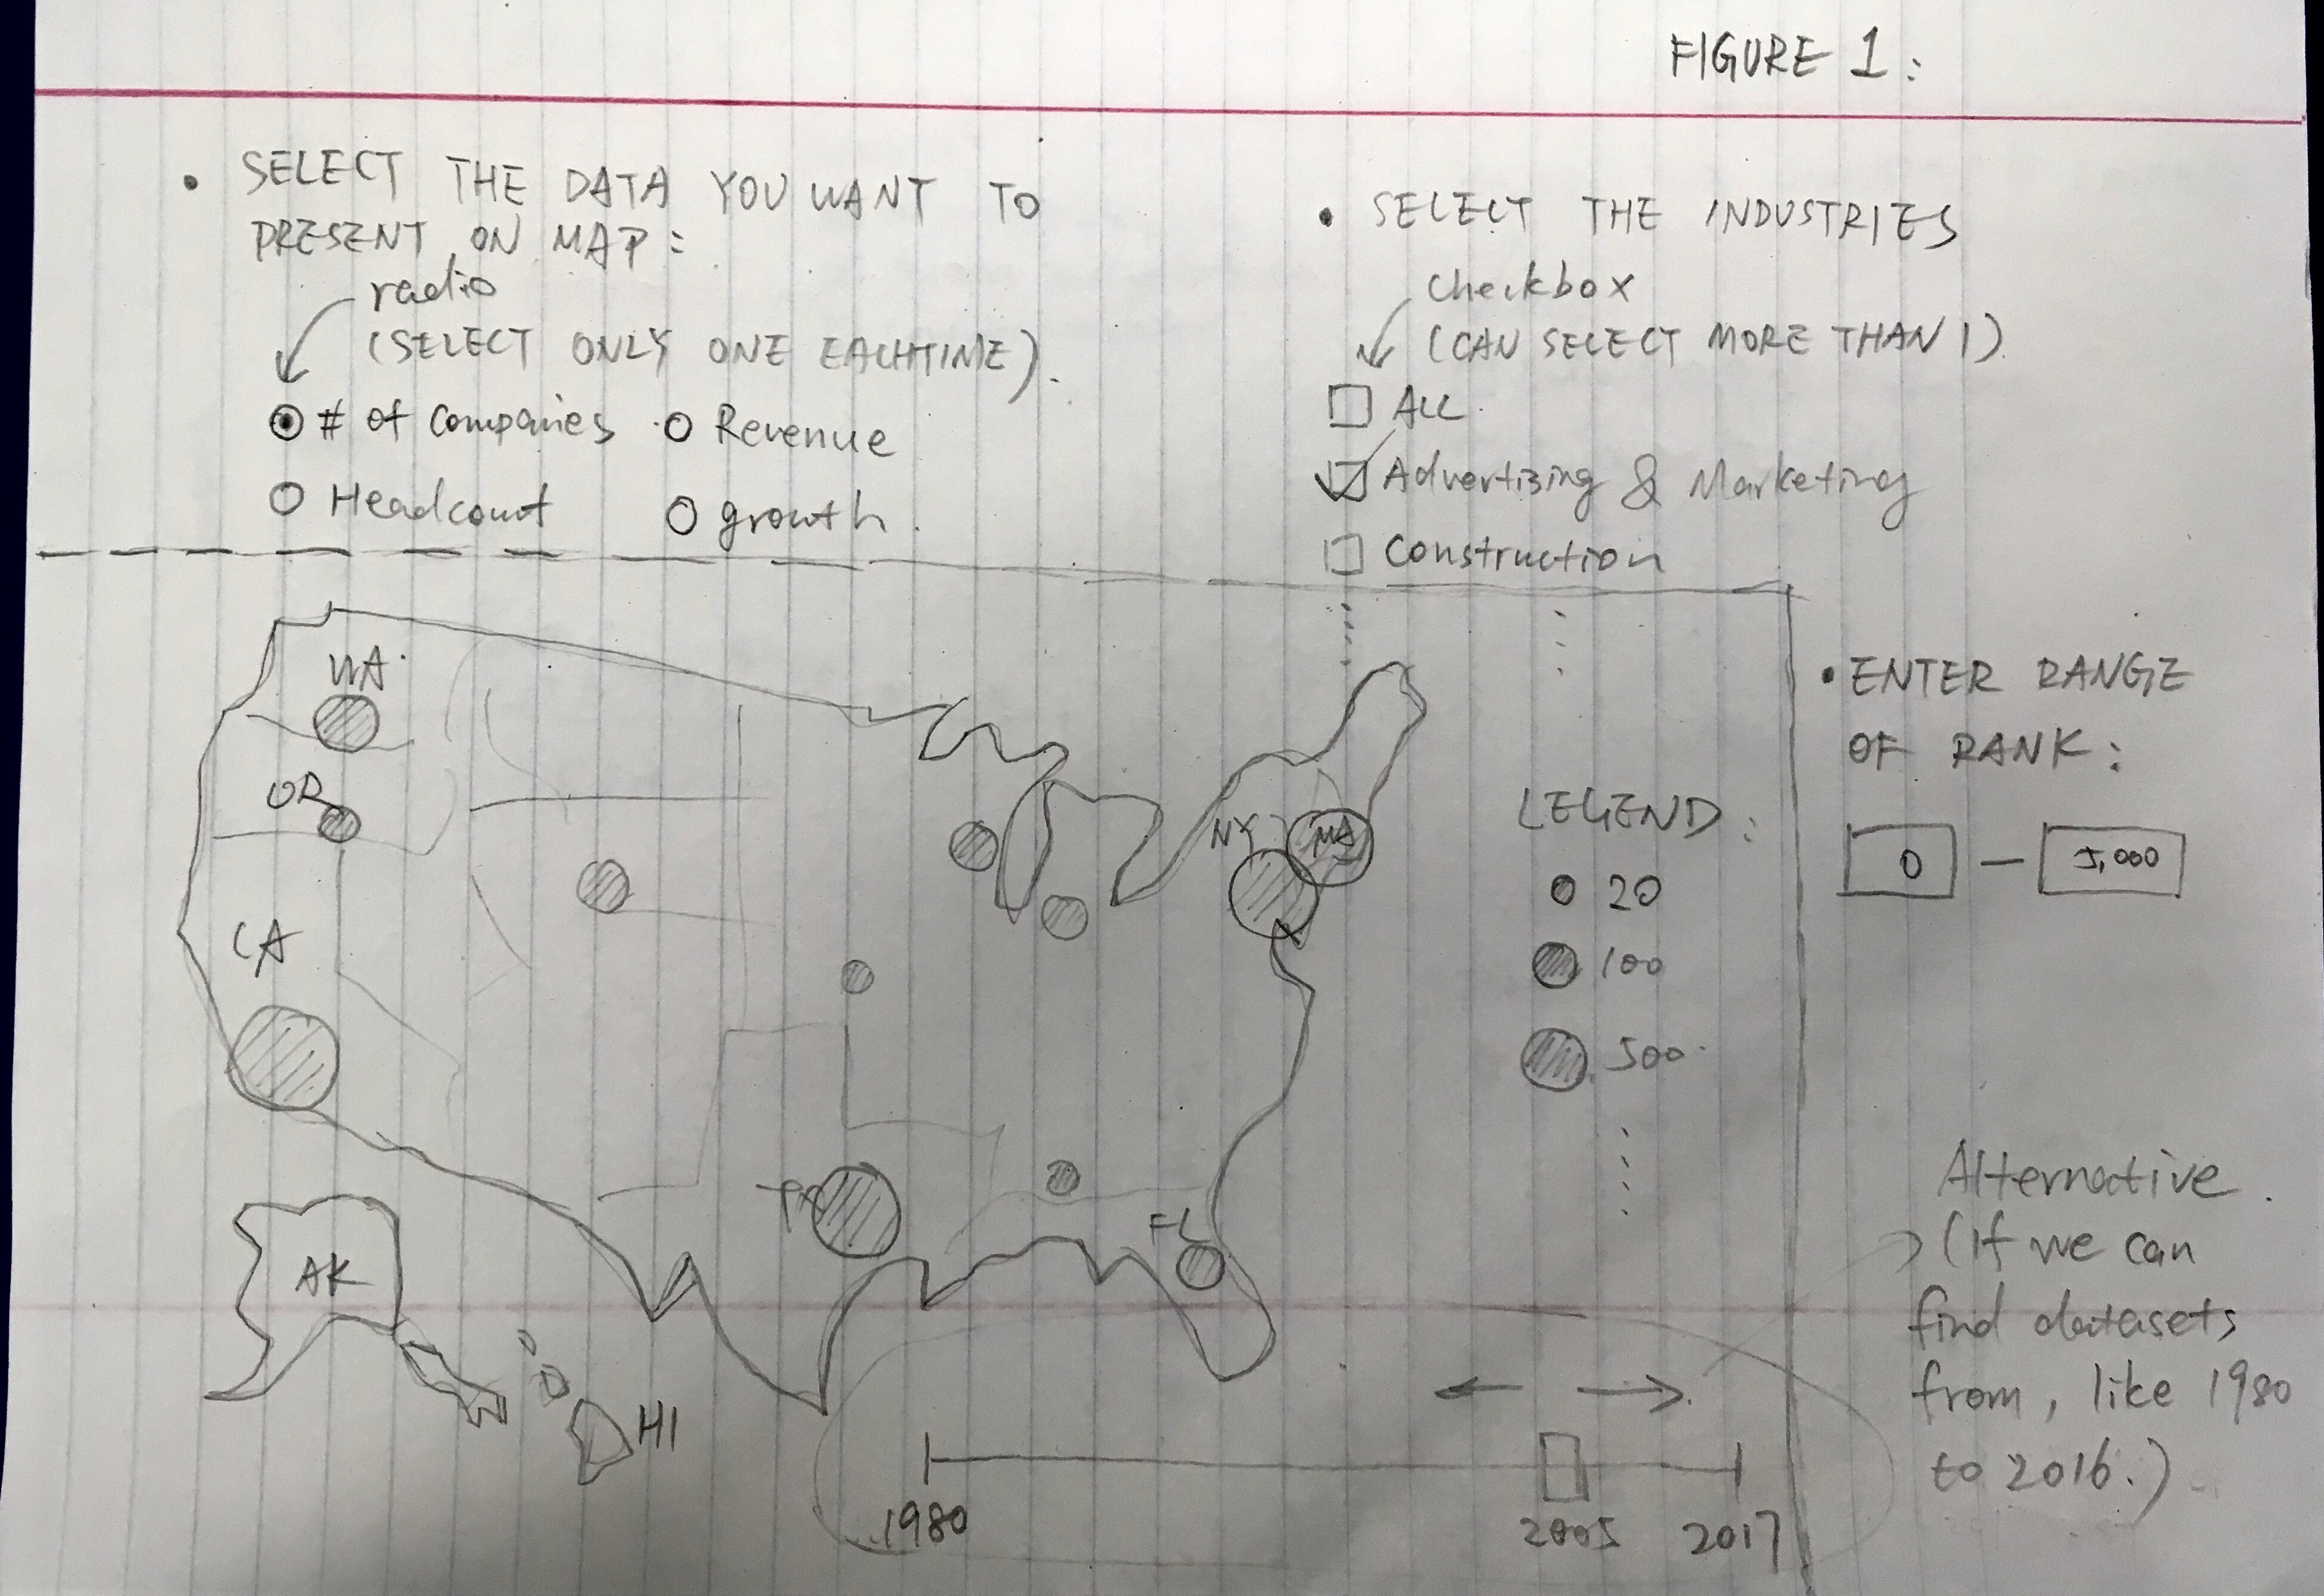 FIGURE 1:
• SELECT THE DATA YOU WANT TO
PRESENT ON MAP:
radio
(SELECT ONLY ONE EACHTIME).
# of Companies
Revenue
Headcount
growth.
• SELECT THE INDUSTRIES
checkbox
(CAN SELECT MORE THAN 1)
ALL
Advertizing & Marketing
Construction
WA
OR
CA
NY
MA
FL
AK
HI
LEGEND:
20
100
500
• ENTER RANGE
OF RANK:
0 — 5,000
Alternative.
(if we can
find datasets
from, like 1980
to 2016.)
1980
2005
2017